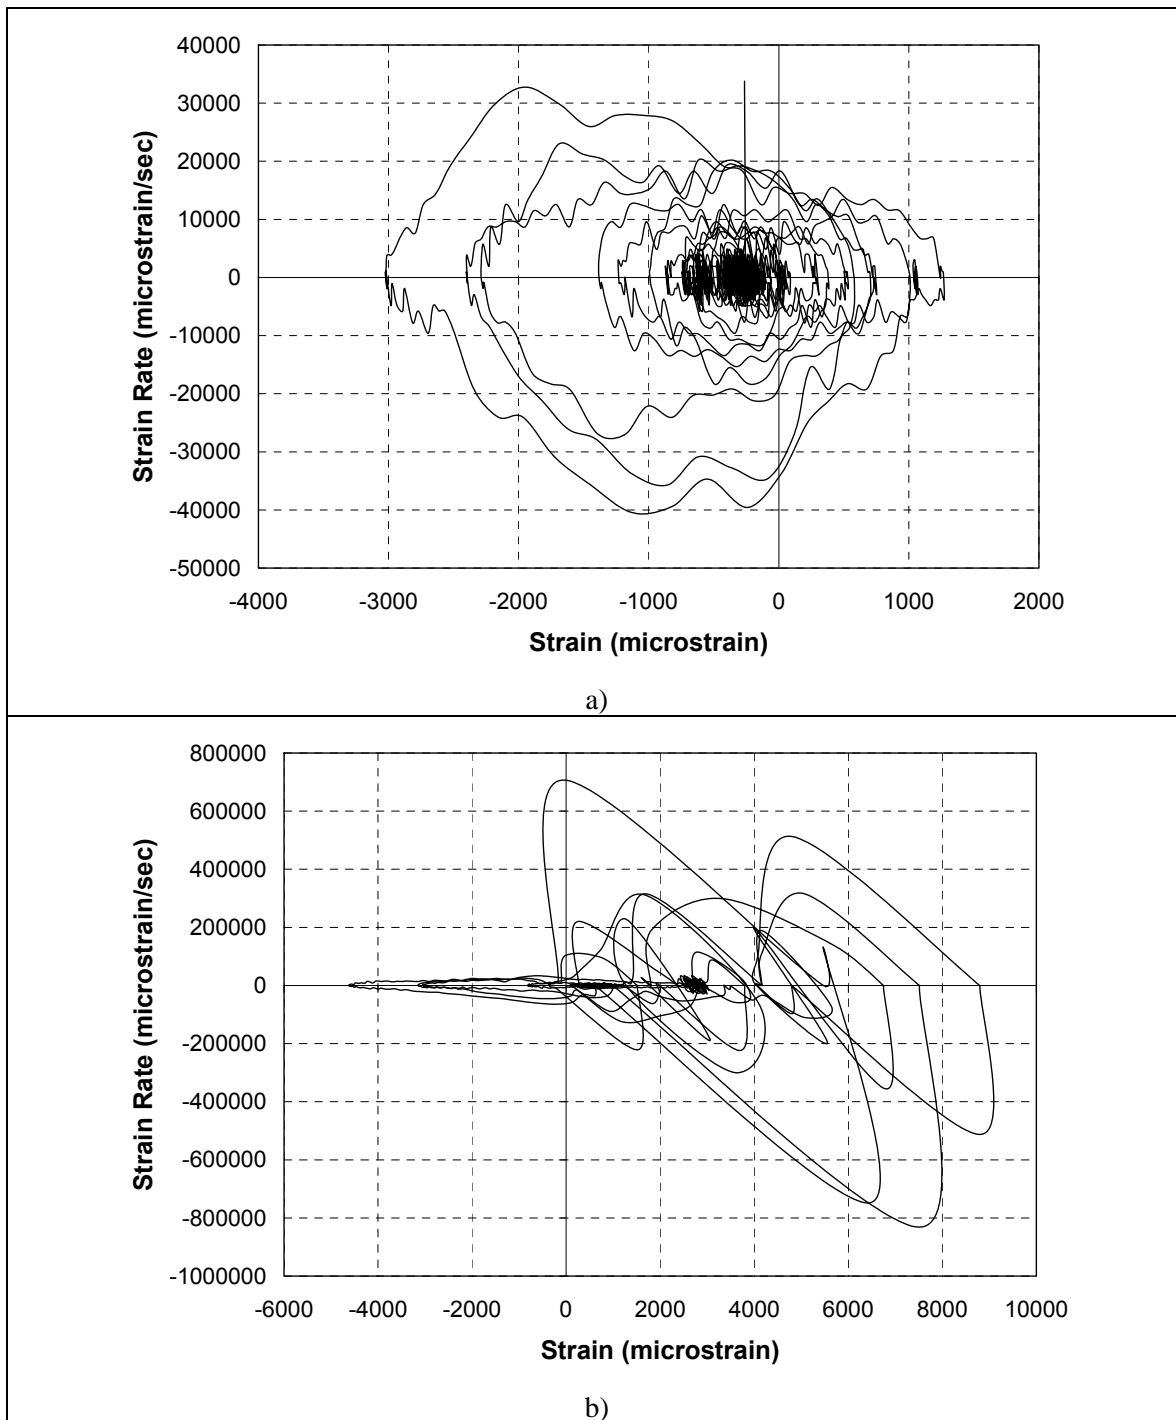 40000
30000
20000
10000
0
-10000
-20000
-30000
-40000
-50000
Strain Rate (microstrain/sec)
-4000 -3000 -2000 -1000 0 1000 2000
Strain (microstrain)
a)
800000
600000
400000
200000
0
-200000
-400000
-600000
-800000
-1000000
Strain Rate (microstrain/sec)
-6000 -4000 -2000 0 2000 4000 6000 8000 10000
Strain (microstrain)
b)